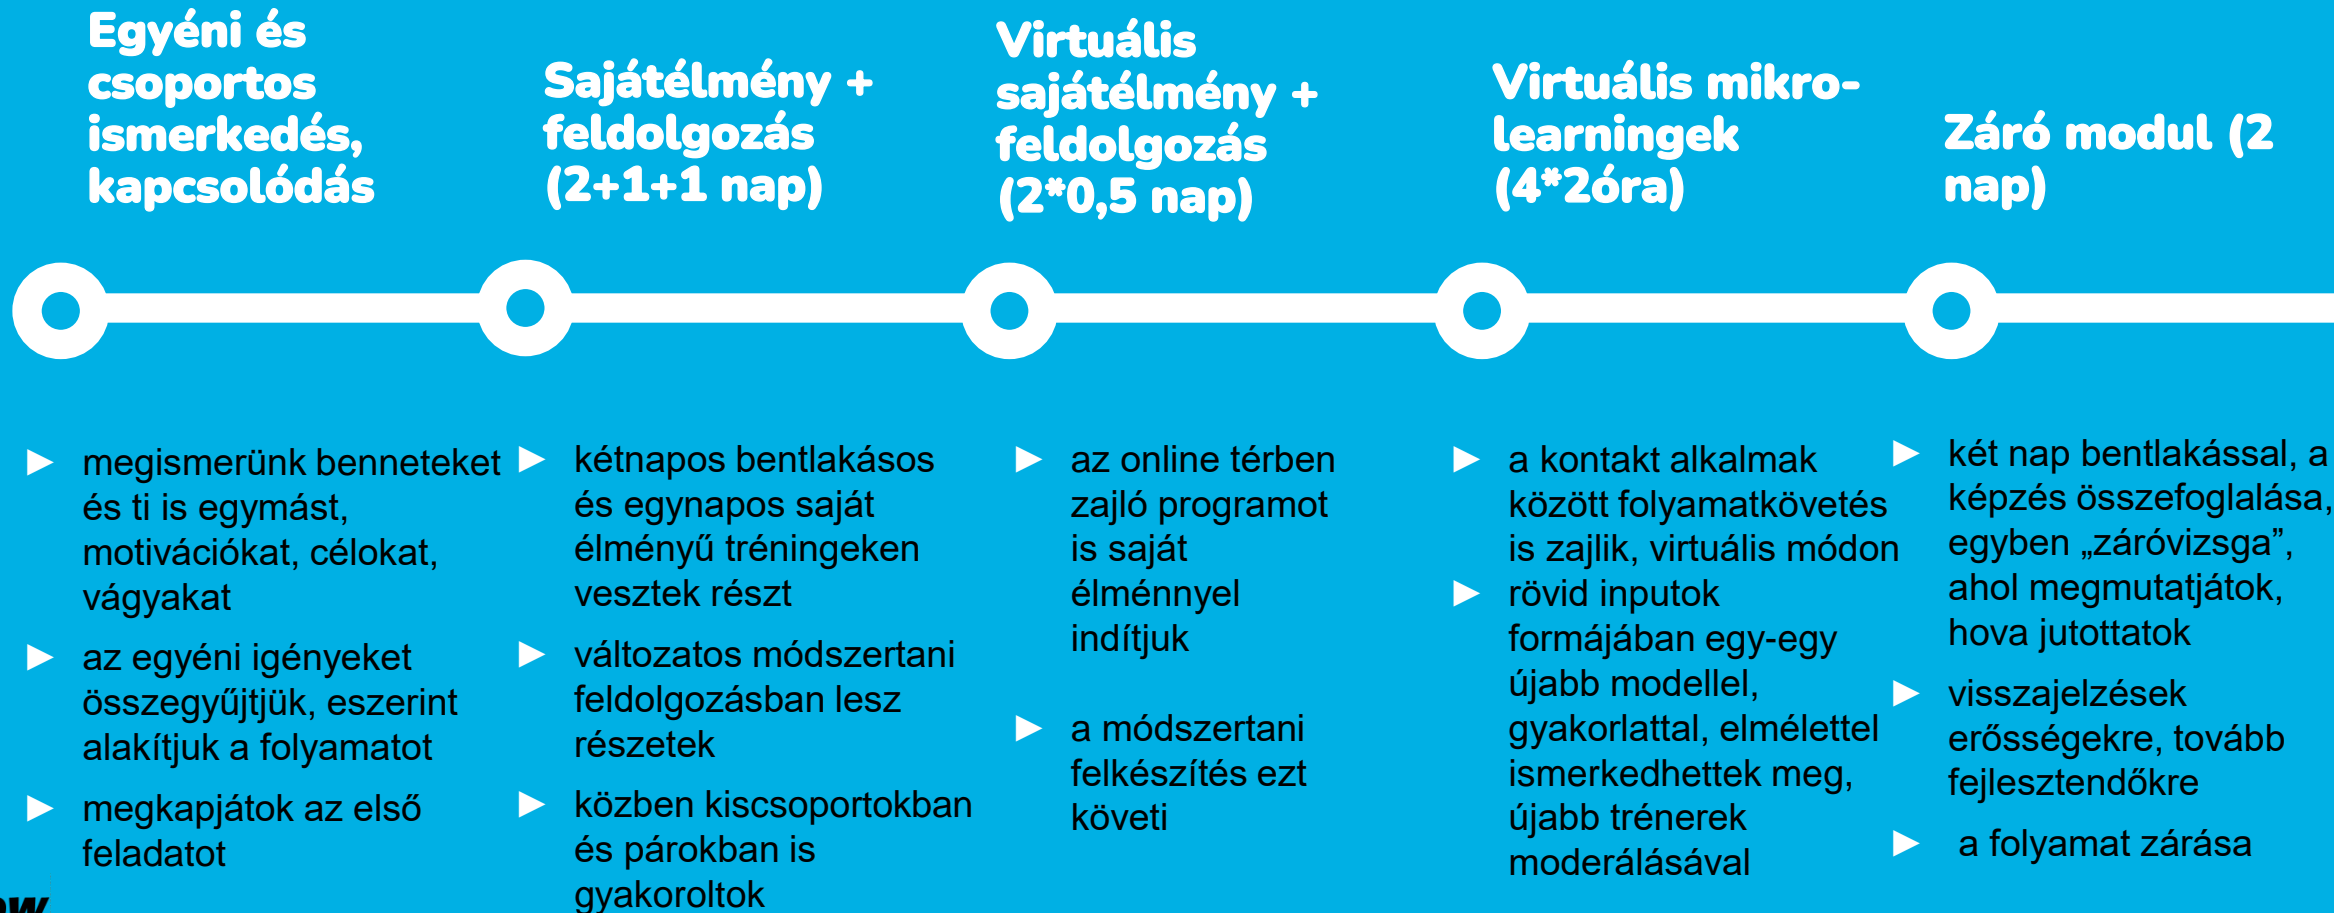 Egyéni és
csoportos
ismerkedés,
kapcsolódás
Sajátélmény +
feldolgozás
(2+1+1 nap)
Virtuális
sajátélmény +
feldolgozás
(2*0,5 nap)
Virtuális mikro-
learningek
(4*2óra)
Záró modul (2
nap)
megismerünk benneteket
és ti is egymást,
motivációkat, célokat,
vágyakat
az egyéni igényeket
összegyűjtjük, eszerint
alakítjuk a folyamatot
megkapjátok az első
feladatot
kétnapos bentlakásos
és egynapos saját
élményű tréningeken
vesztek részt
változatos módszertani
feldolgozásban lesz
részetek
közben kiscsoportokban
és párokban is
gyakoroltok
az online térben
zajló programot
is saját
élménnyel
indítjuk
a módszertani
felkészítés ezt
követi
a kontakt alkalmak
között folyamatkövetés
is zajlik, virtuális módon
rövid inputok
formájában egy-egy
újabb modellel,
gyakorlattal, elmélettel
ismerkedhettek meg,
újabb trénerek
moderálásával
két nap bentlakással, a
képzés összefoglalása,
egyben „záróvizsga”,
ahol megmutatjátok,
hova jutottatok
visszajelzések
erősségekre, tovább
fejlesztendőkre
a folyamat zárása